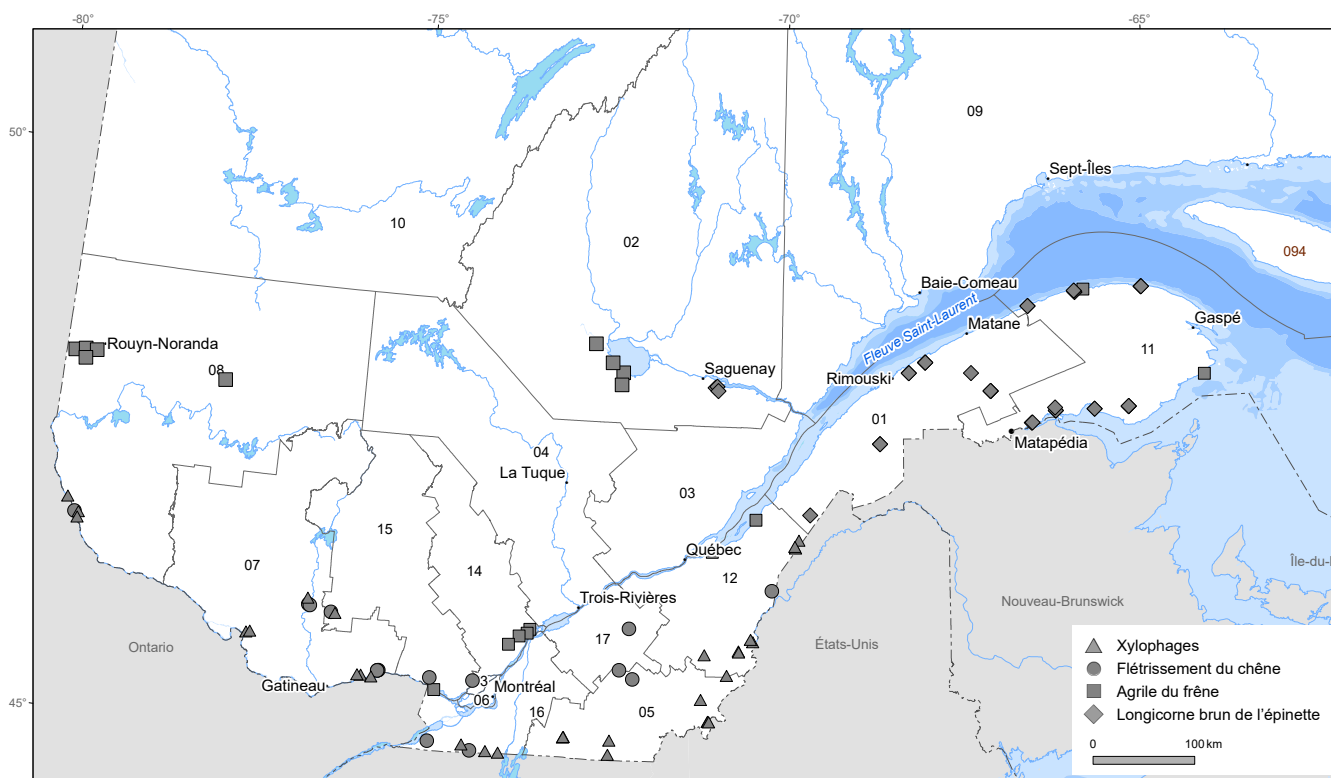 -80°
-75°
-70°
-65°
50°
09
Sept-Îles
10
02
094
Baie-Comeau
Fleuve Saint-Laurent
Matane
Gaspé
Rouyn-Noranda
08
Saguenay
Rimouski
11
01
Matapédia
04
La Tuque
03
15
07
14
Québec
12
Île-du-
Trois-Rivières
Nouveau-Brunswick
17
Ontario
États-Unis
Gatineau
3
Montréal
06
45°
16
05
Xylophages
Flétrissement du chêne
Agrile du frêne
Longicorne brun de l'épinette
0 100 km